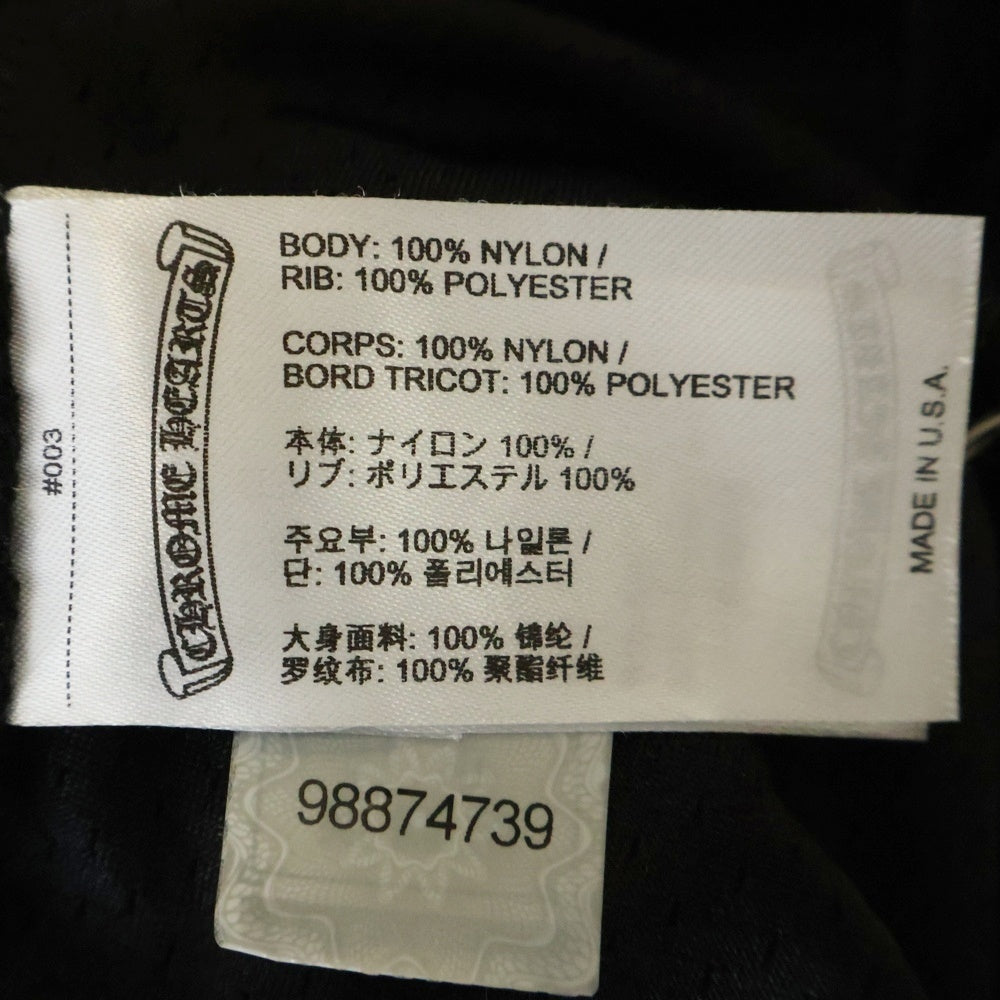 #003
CHROME HEARTS
BODY: 100% NYLON /
RIB: 100% POLYESTER
CORPS: 100% NYLON /
BORD TRICOT: 100% POLYESTER
本体: ナイロン 100% /
リブ: ポリエステル 100%
주요부: 100% 나일론 /
단: 100% 폴리에스터
大身面料: 100% 锦纶 /
罗纹布: 100% 聚酯纤维
MADE IN U.S.A.
98874739